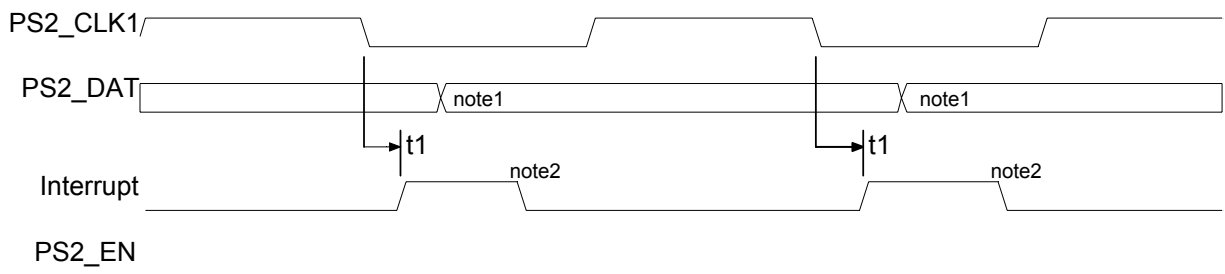 PS2_CLK1
PS2_DAT
note1 note1
t1 t1
Interrupt
note2 note2
PS2_EN